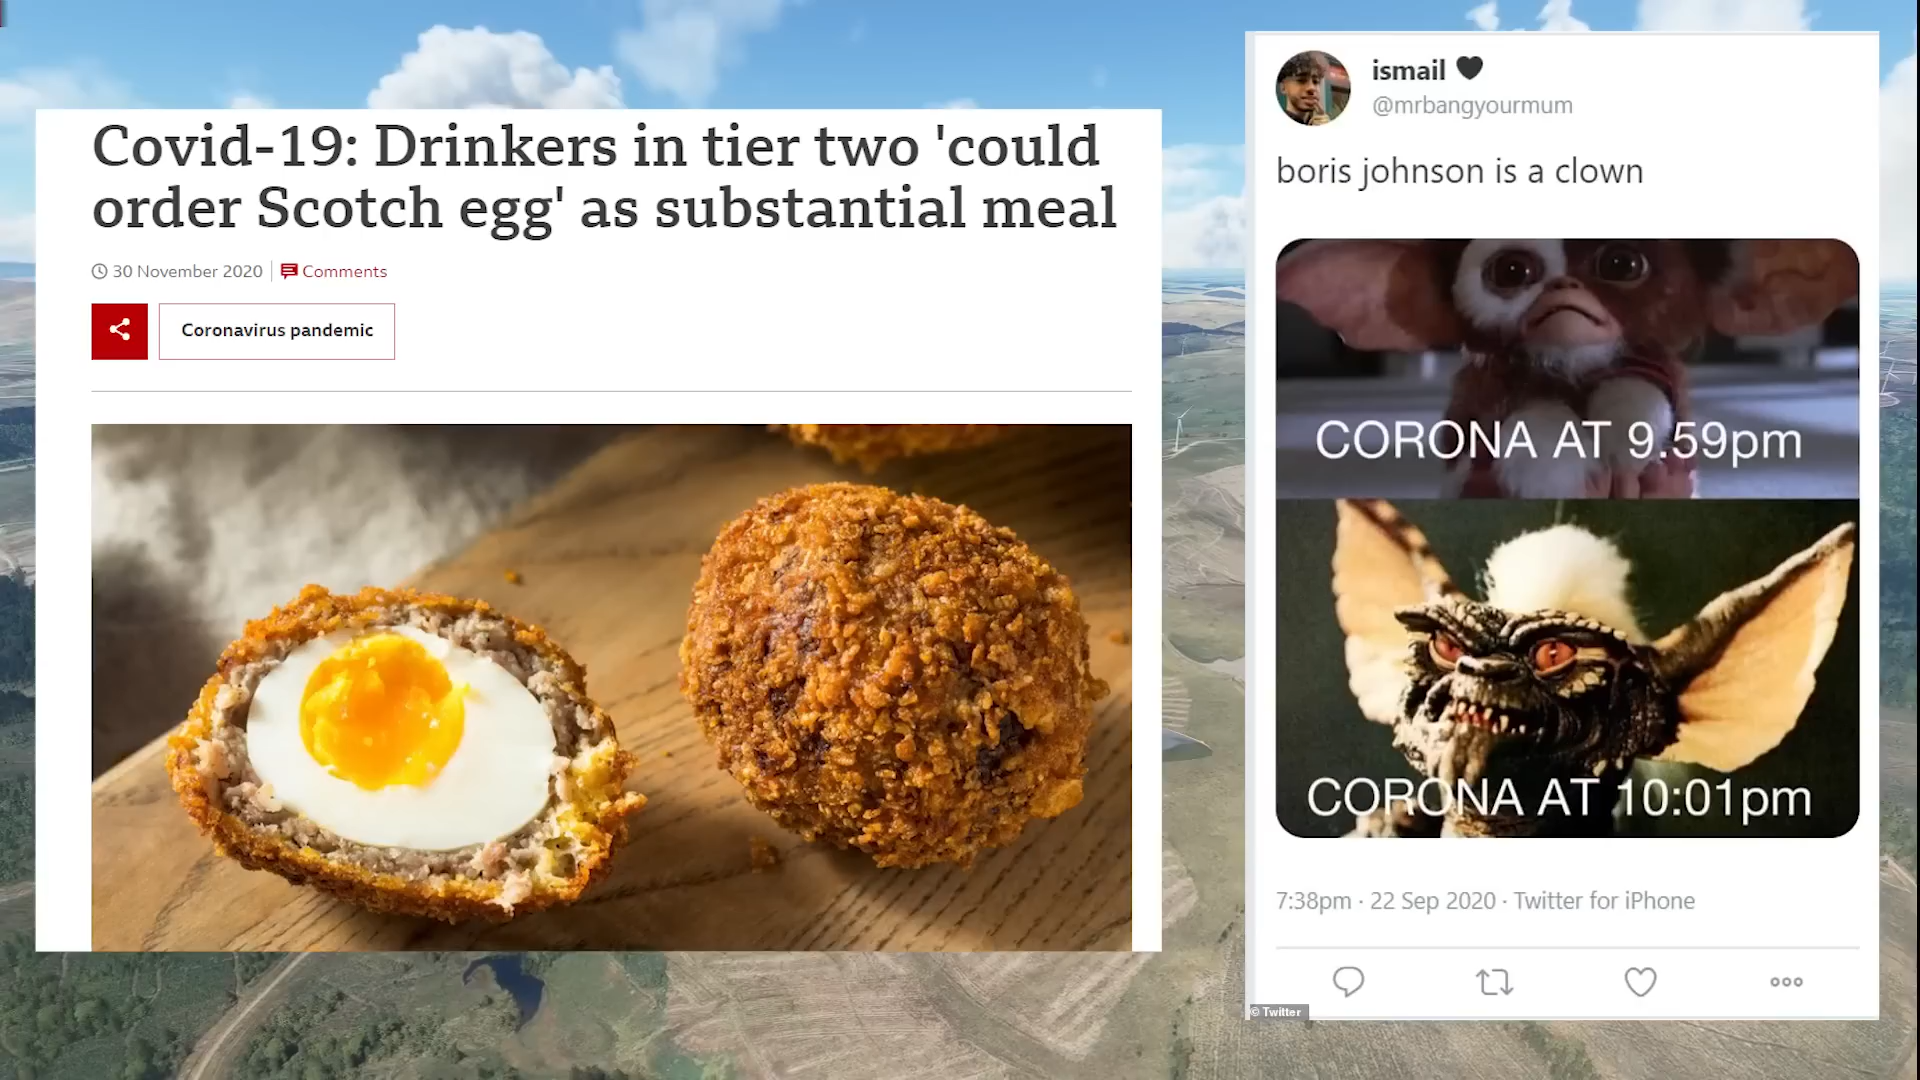 Covid-19: Drinkers in tier two 'could
order Scotch egg' as substantial meal
30 November 2020 Comments
Coronavirus pandemic
ismail 🖤
@mrbangyourmum
boris johnson is a clown
CORONA AT 9.59pm
CORONA AT 10:01pm
7:38pm · 22 Sep 2020 · Twitter for iPhone
© Twitter